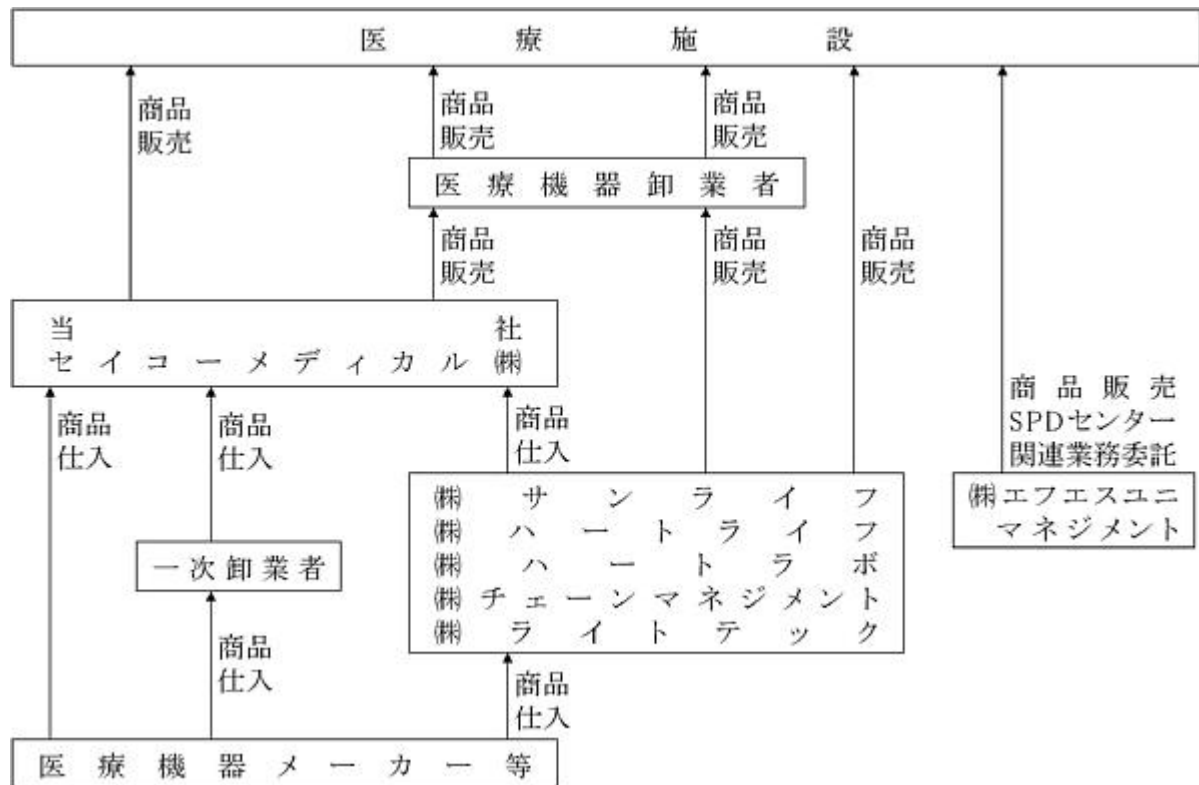 医療施設
商品
販売
商品
販売
商品
販売
医療機器卸業者
商品
販売
商品
販売
商品
販売
当社
セイコーメディカル㈱
商品販売
SPDセンター
関連業務委託
商品
仕入
商品
仕入
商品
仕入
㈱サンライフ
㈱ハートライフ
㈱ハートラボ
㈱チェーンマネジメント
㈱ライトテック
㈱エフエスユニ
マネジメント
一次卸業者
商品
仕入
商品
仕入
医療機器メーカー等